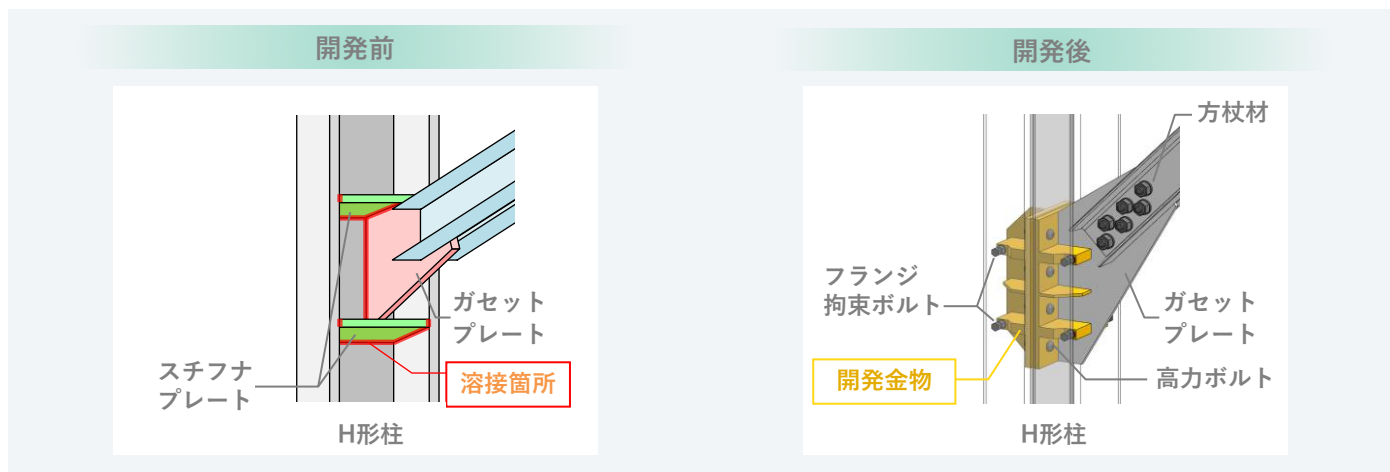 開発前
スチフナ
プレート
ガセット
プレート
溶接箇所
H形柱
開発後
方杖材
フランジ
拘束ボルト
ガセット
プレート
開発金物
高力ボルト
H形柱